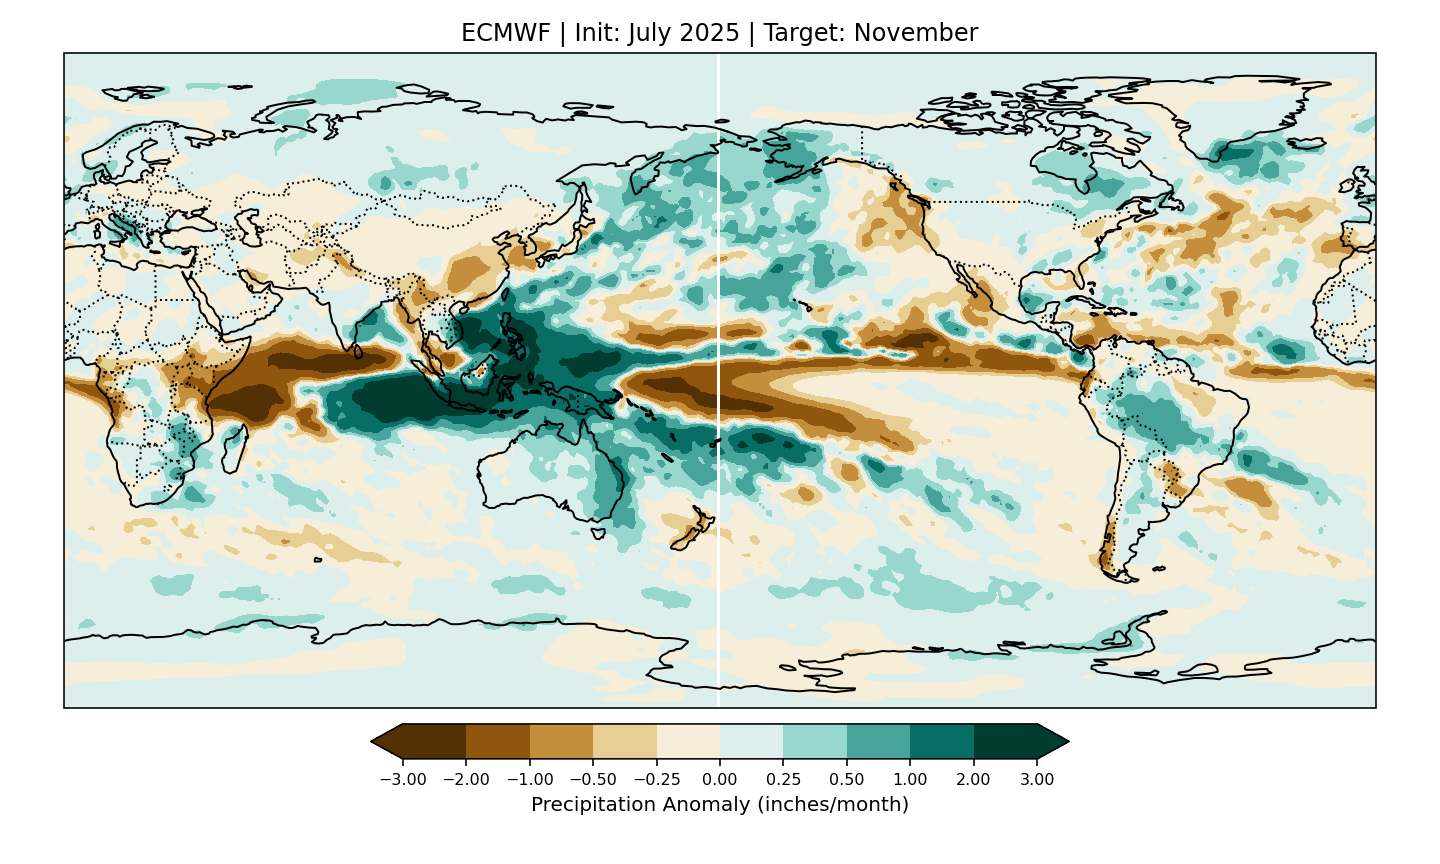 ECMWF | Init: July 2025 | Target: November
−3.00 −2.00 −1.00 −0.50 −0.25 0.00 0.25 0.50 1.00 2.00 3.00
Precipitation Anomaly (inches/month)